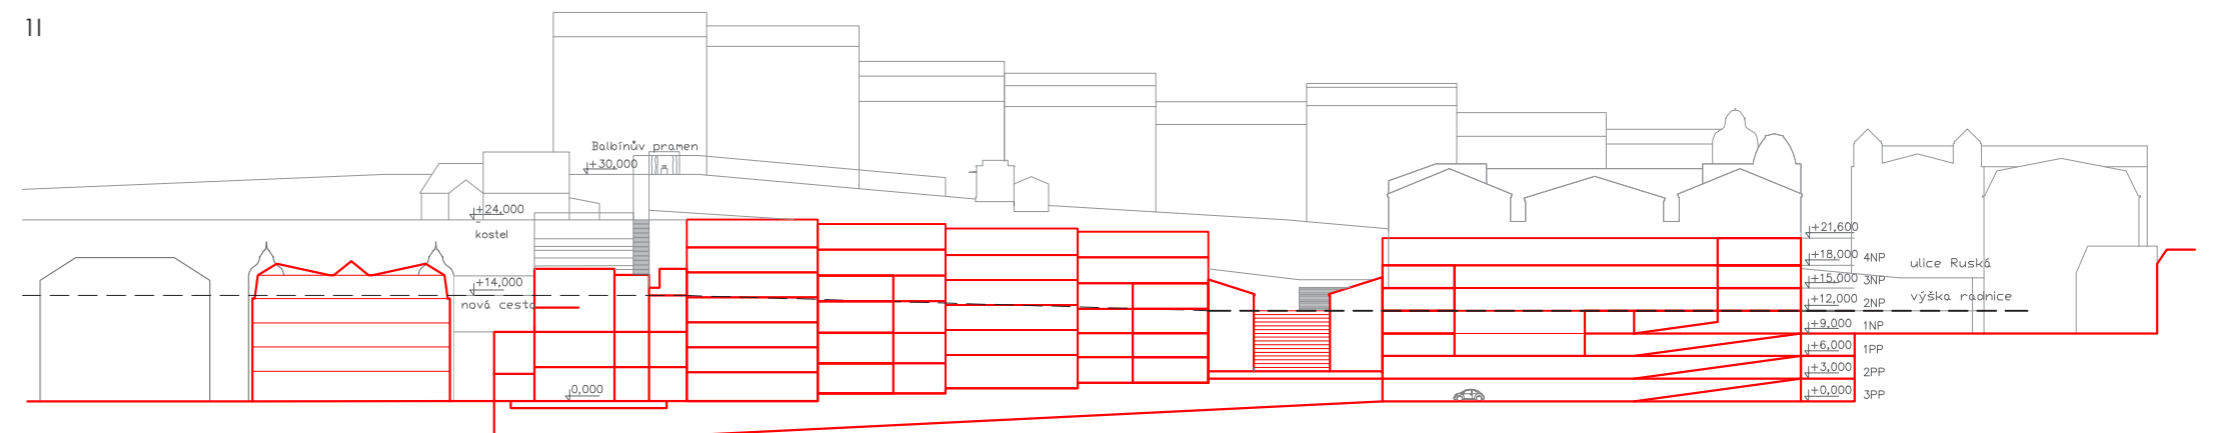 11
Balbínův pramen
+30,000
+24,000
kostel
+14,000
nová cesta
0,000
+21,600
+18,000 4NP
ulice Ruská
+15,000 3NP
výška radnice
+12,000 2NP
+9,000 1NP
+6,000 1PP
+3,000 2PP
+0,000 3PP